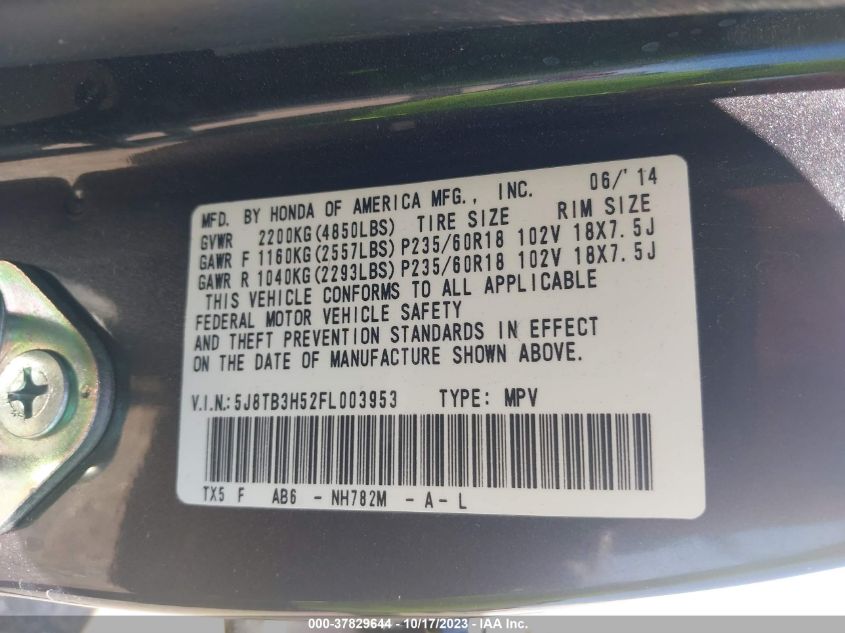 MFD. BY HONDA OF AMERICA MFG., INC. 06/'14
GVWR 2200KG(4850LBS) TIRE SIZE RIM SIZE
GAWR F 1160KG(2557LBS) P235/60R18 102V 18X7.5J
GAWR R 1040KG(2293LBS) P235/60R18 102V 18X7.5J
THIS VEHICLE CONFORMS TO ALL APPLICABLE
FEDERAL MOTOR VEHICLE SAFETY
AND THEFT PREVENTION STANDARDS IN EFFECT
ON THE DATE OF MANUFACTURE SHOWN ABOVE.
V.I.N.: 5J8TB3H52FL003953 TYPE: MPV
TX5 F AB6 - NH782M - A - L
000-37829644 - 10/17/2023 - IAA Inc.